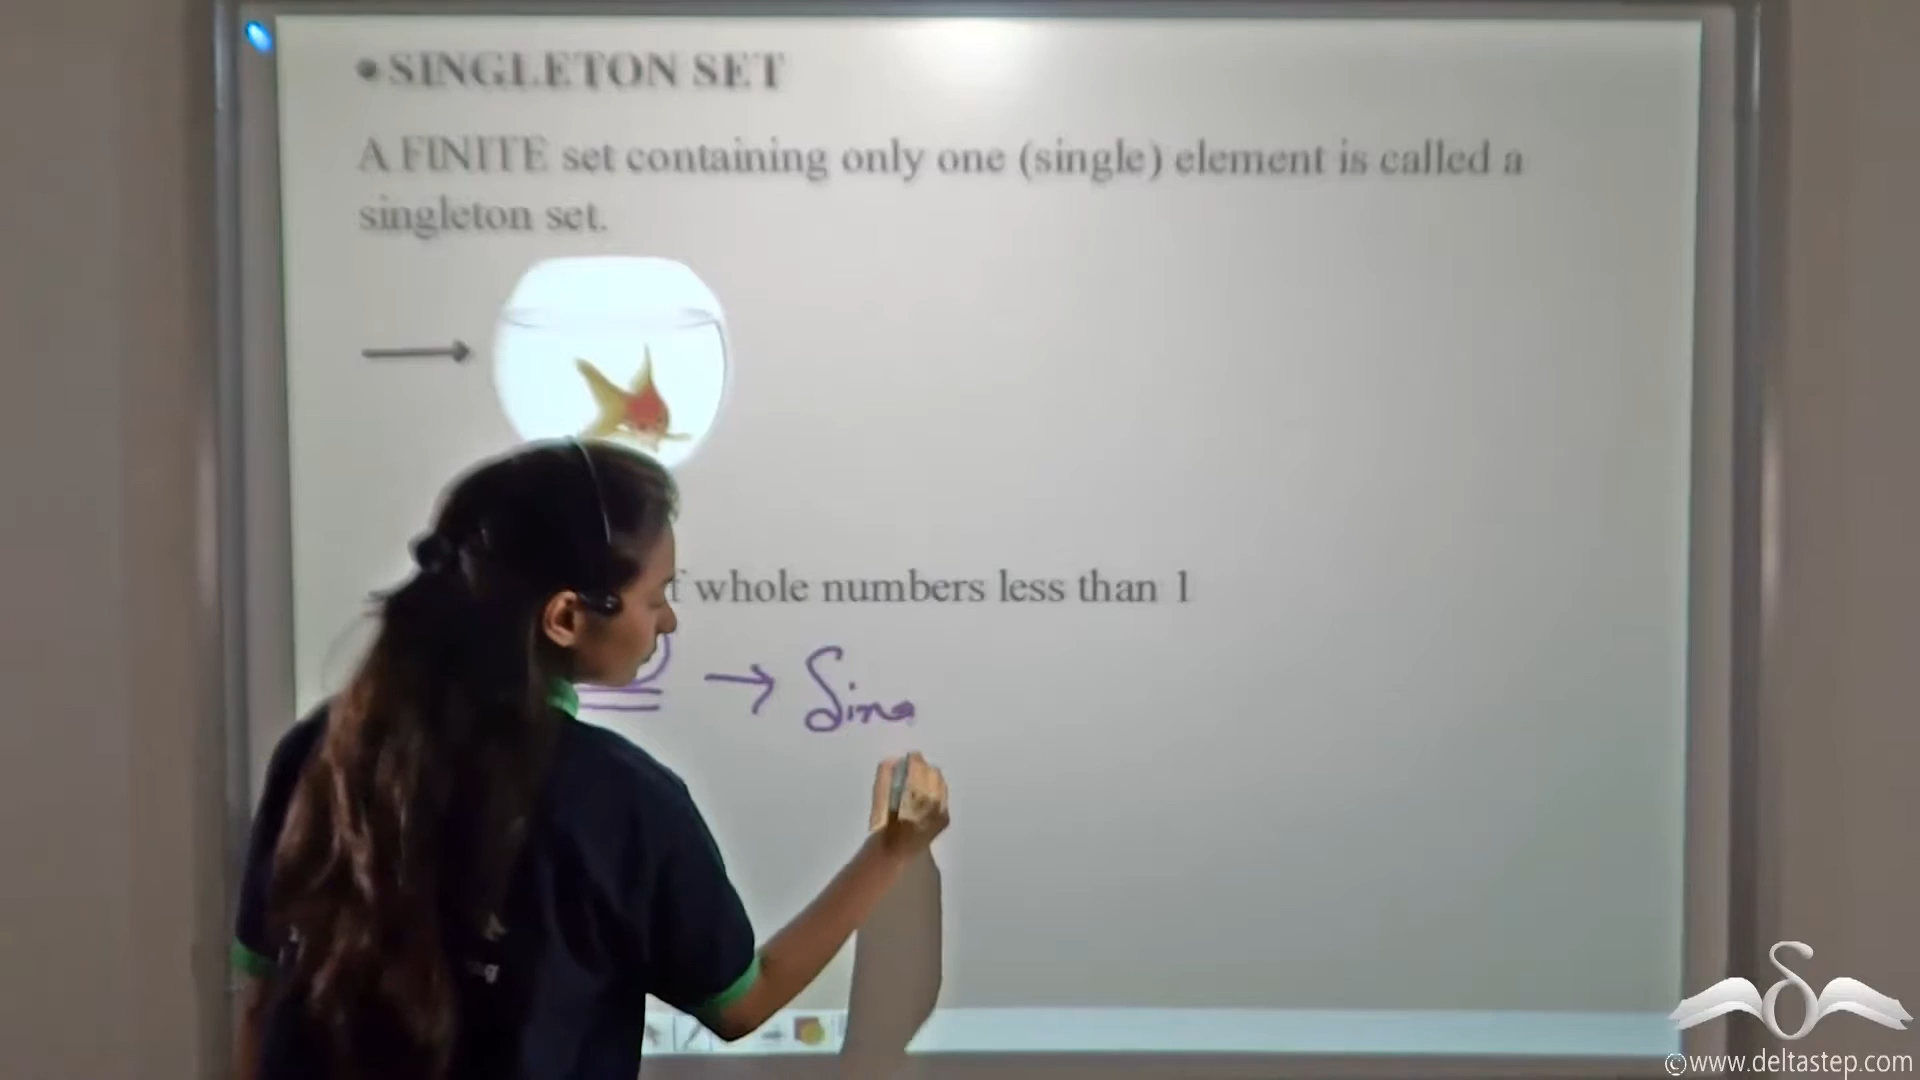 • SINGLETON SET
A FINITE set containing only one (single) element is called a
singleton set.
whole numbers less than 1
→ Sin
©www.deltastep.com